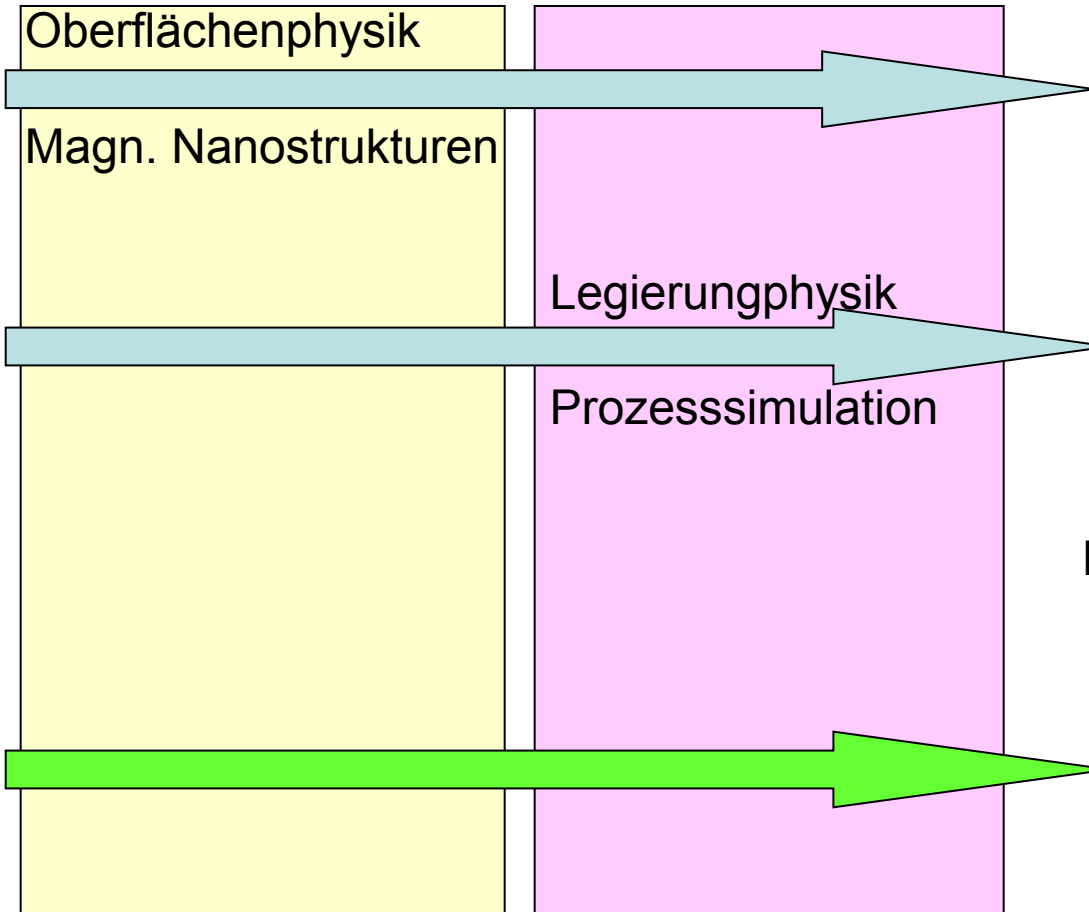 Oberflächenphysik
Magn. Nanostrukturen
Legierungphysik
Prozesssimulation